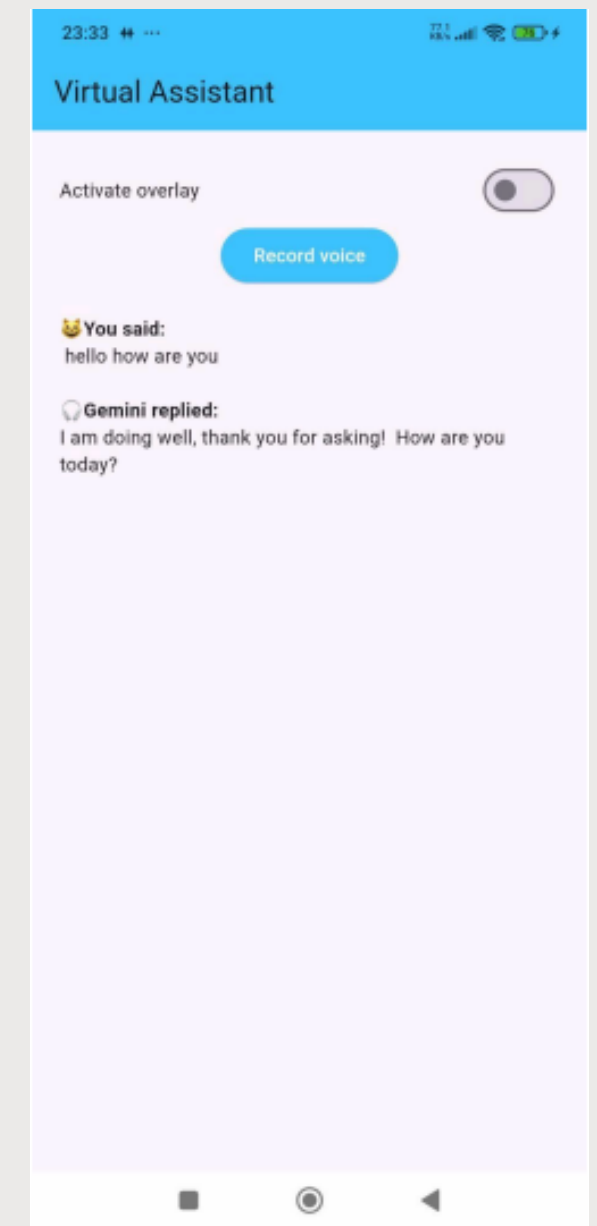 23:33
Virtual Assistant
Activate overlay
Record voice
😺You said:
hello how are you
🎧Gemini replied:
I am doing well, thank you for asking! How are you
today?